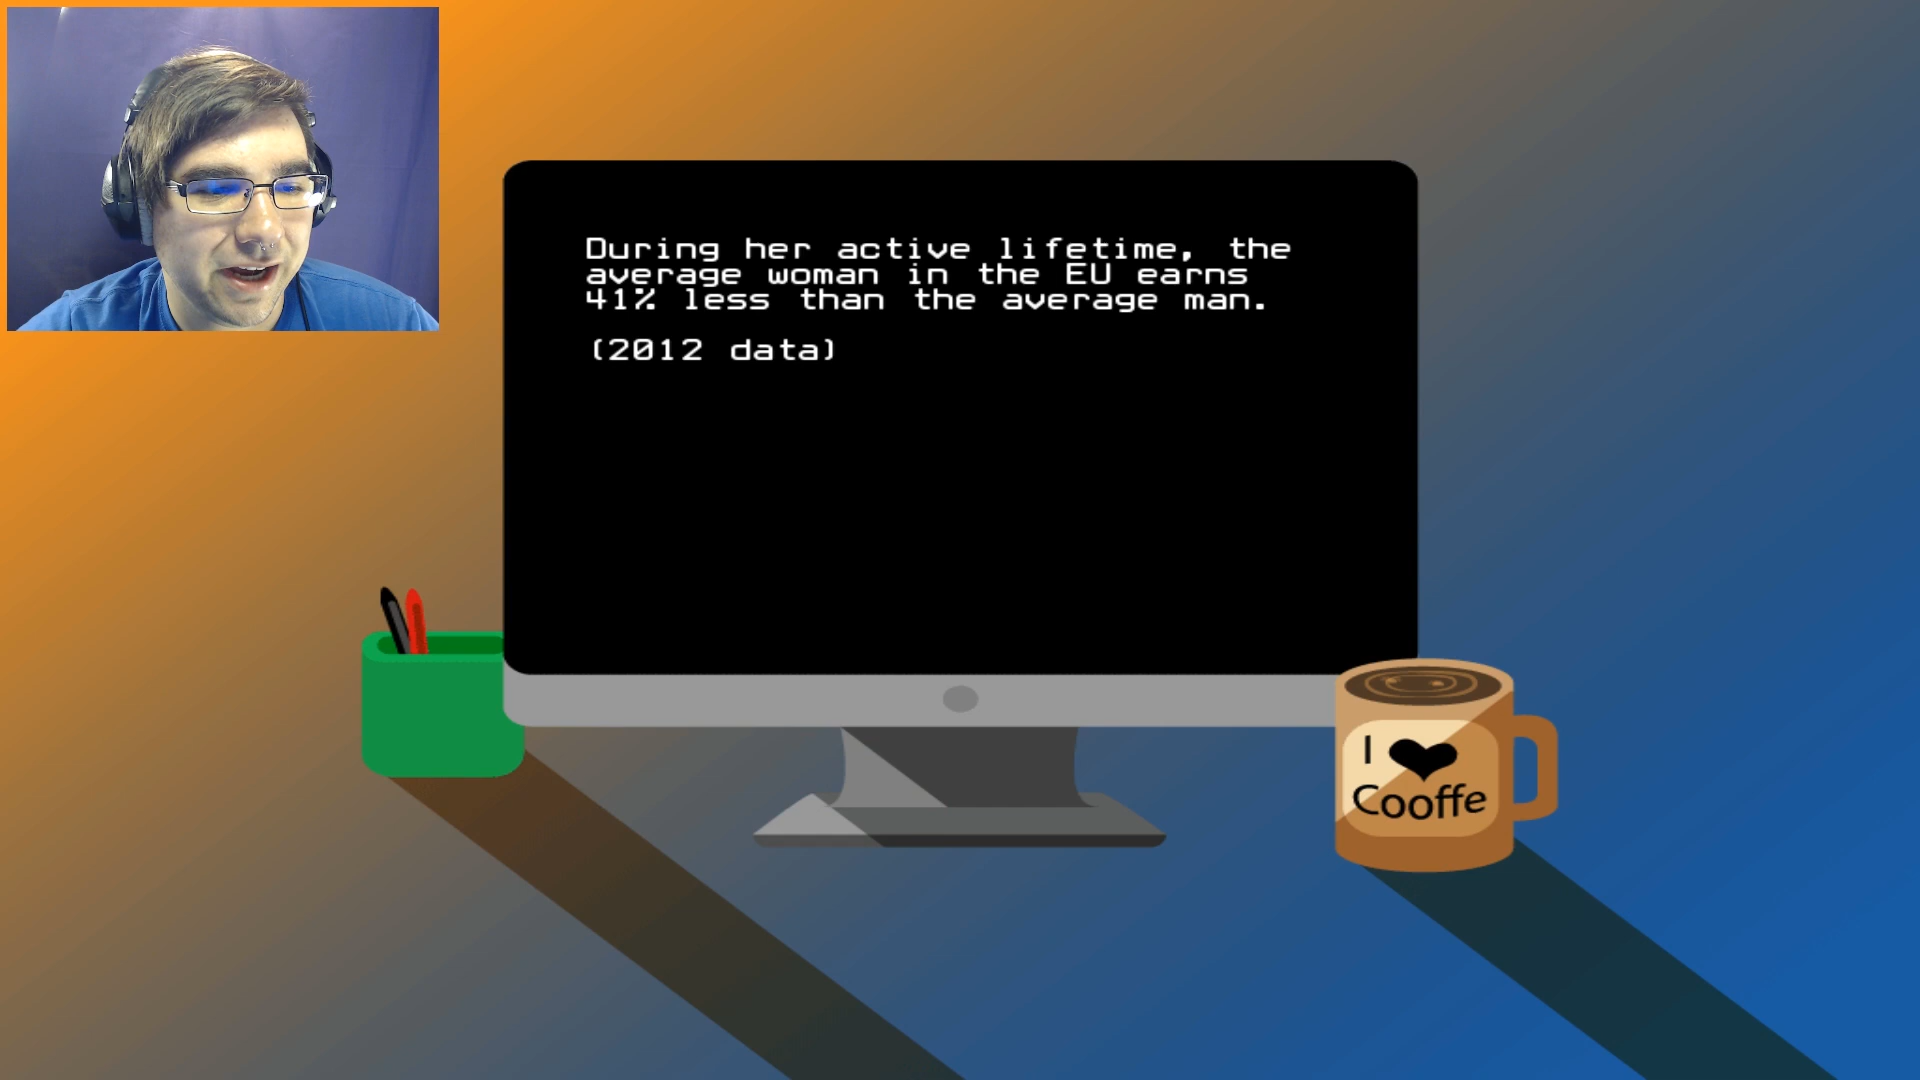 During her active lifetime, the
average woman in the EU earns
41% less than the average man.
(2012 data)
I
Cooffe